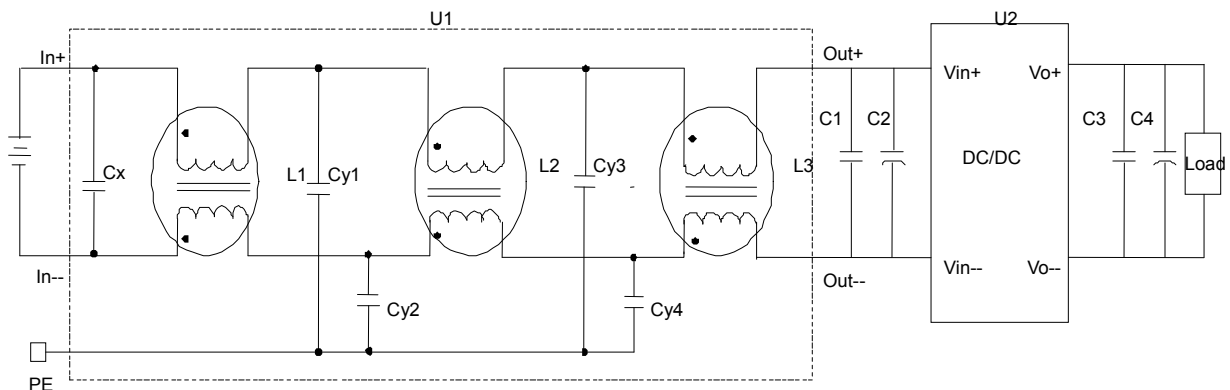 U1
U2
In+
Out+
Vin+
Vo+
C1
C2
C3
C4
DC/DC
Load
Cx
L1
Cy1
L2
Cy3
L3
In--
Out--
Vin--
Vo--
Cy2
Cy4
PE